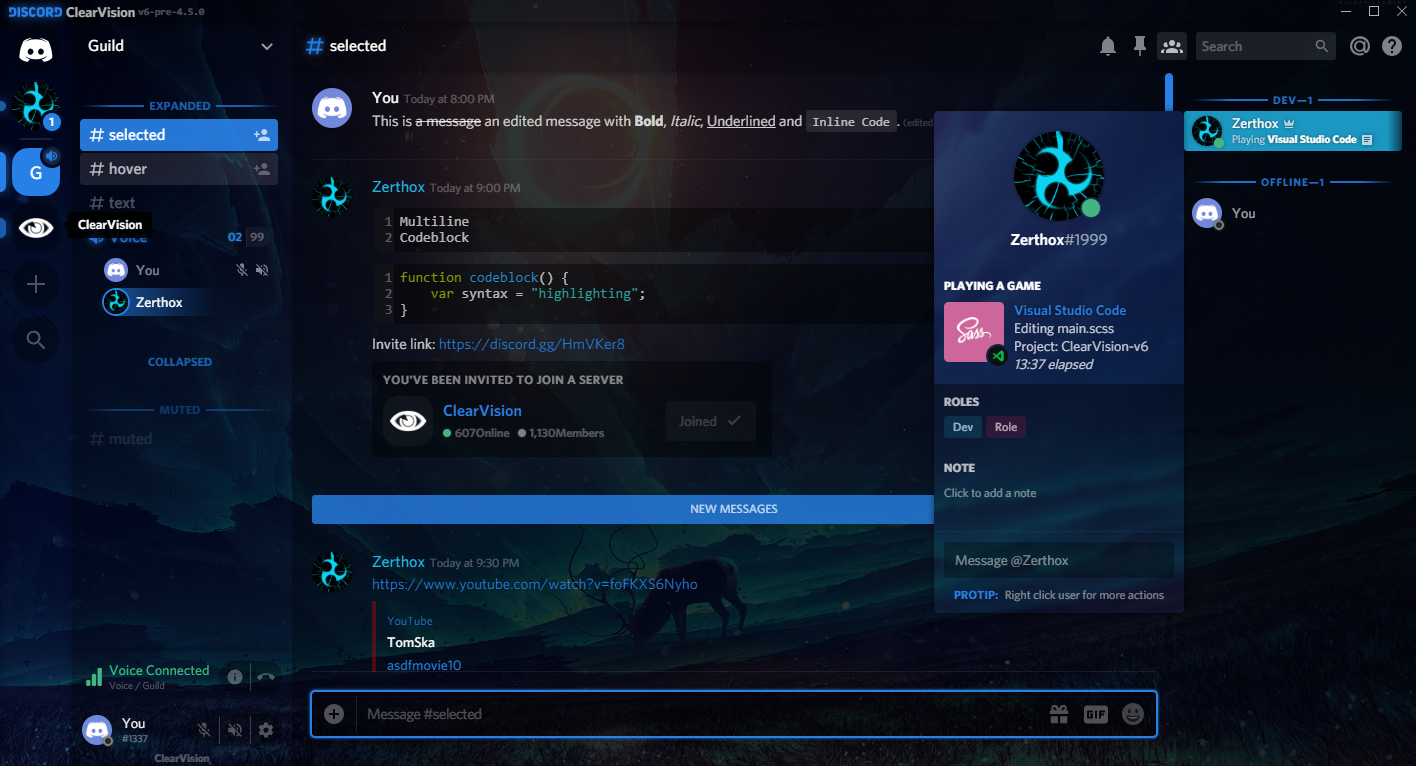 DISCORD ClearVision v6-pre-4.5.0
Guild
EXPANDED
# selected
# hover
# text
ClearVision
Voice 02 99
You
Zerthox
COLLAPSED
MUTED
# muted
Voice Connected
Voice / Guild
You
#1337
ClearVision
1
G
# selected
Search
You Today at 8:00 PM
This is a message an edited message with Bold, Italic, Underlined and Inline Code. (edited)
Zerthox Today at 9:00 PM
1 Multiline
2 Codeblock
1 function codeblock() {
2 var syntax = "highlighting";
3 }
Invite link: https://discord.gg/HmVKer8
YOU'VE BEEN INVITED TO JOIN A SERVER
ClearVision
607Online 1,130Members
Joined
NEW MESSAGES
Zerthox Today at 9:30 PM
https://www.youtube.com/watch?v=foFKXS6Nyho
YouTube
TomSka
asdfmovie10
Message #selected
GIF
Zerthox#1999
PLAYING A GAME
Sass
Visual Studio Code
Editing main.scss
Project: ClearVision-v6
13:37 elapsed
ROLES
Dev Role
NOTE
Click to add a note
Message @Zerthox
PROTIP: Right click user for more actions
DEV—1
Zerthox
Playing Visual Studio Code
OFFLINE—1
You